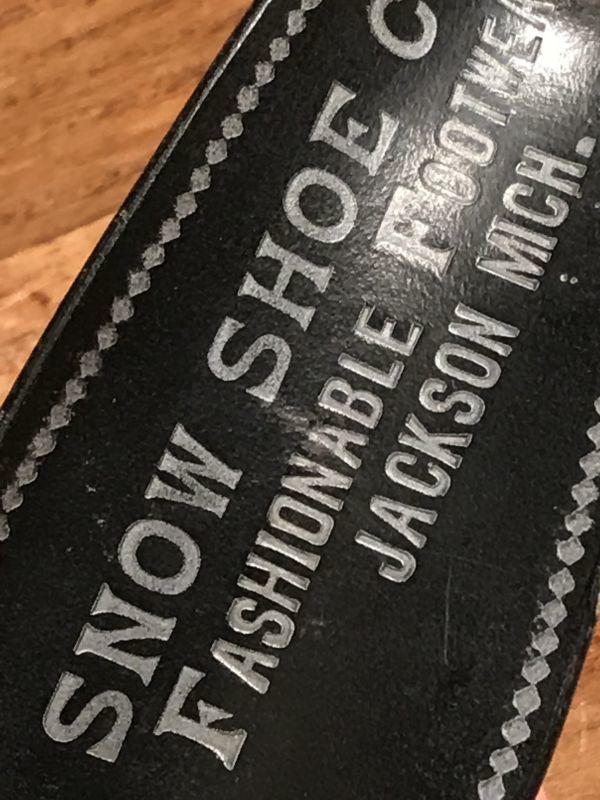 SNOW SHOE C
FASHIONABLE FOOTWEA
JACKSON MICH.